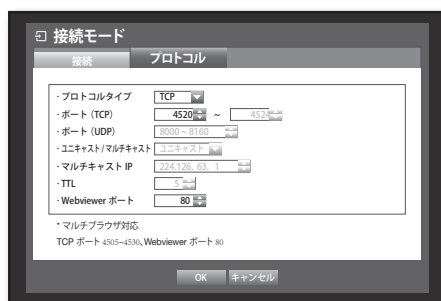 接続モード
接続 プロトコル
· プロトコルタイプ TCP
· ポート (TCP) 4520 ~ 4524
· ポート (UDP) 8000 ~ 8160
· ユニキャスト/マルチキャスト ユニキャスト
· マルチキャスト IP 224.126. 63. 1
· TTL 5
· Webviewer ポート 80
* マルチブラウザ対応
TCP ポート 4505~4530、Webviewer ポート 80
OK キャンセル